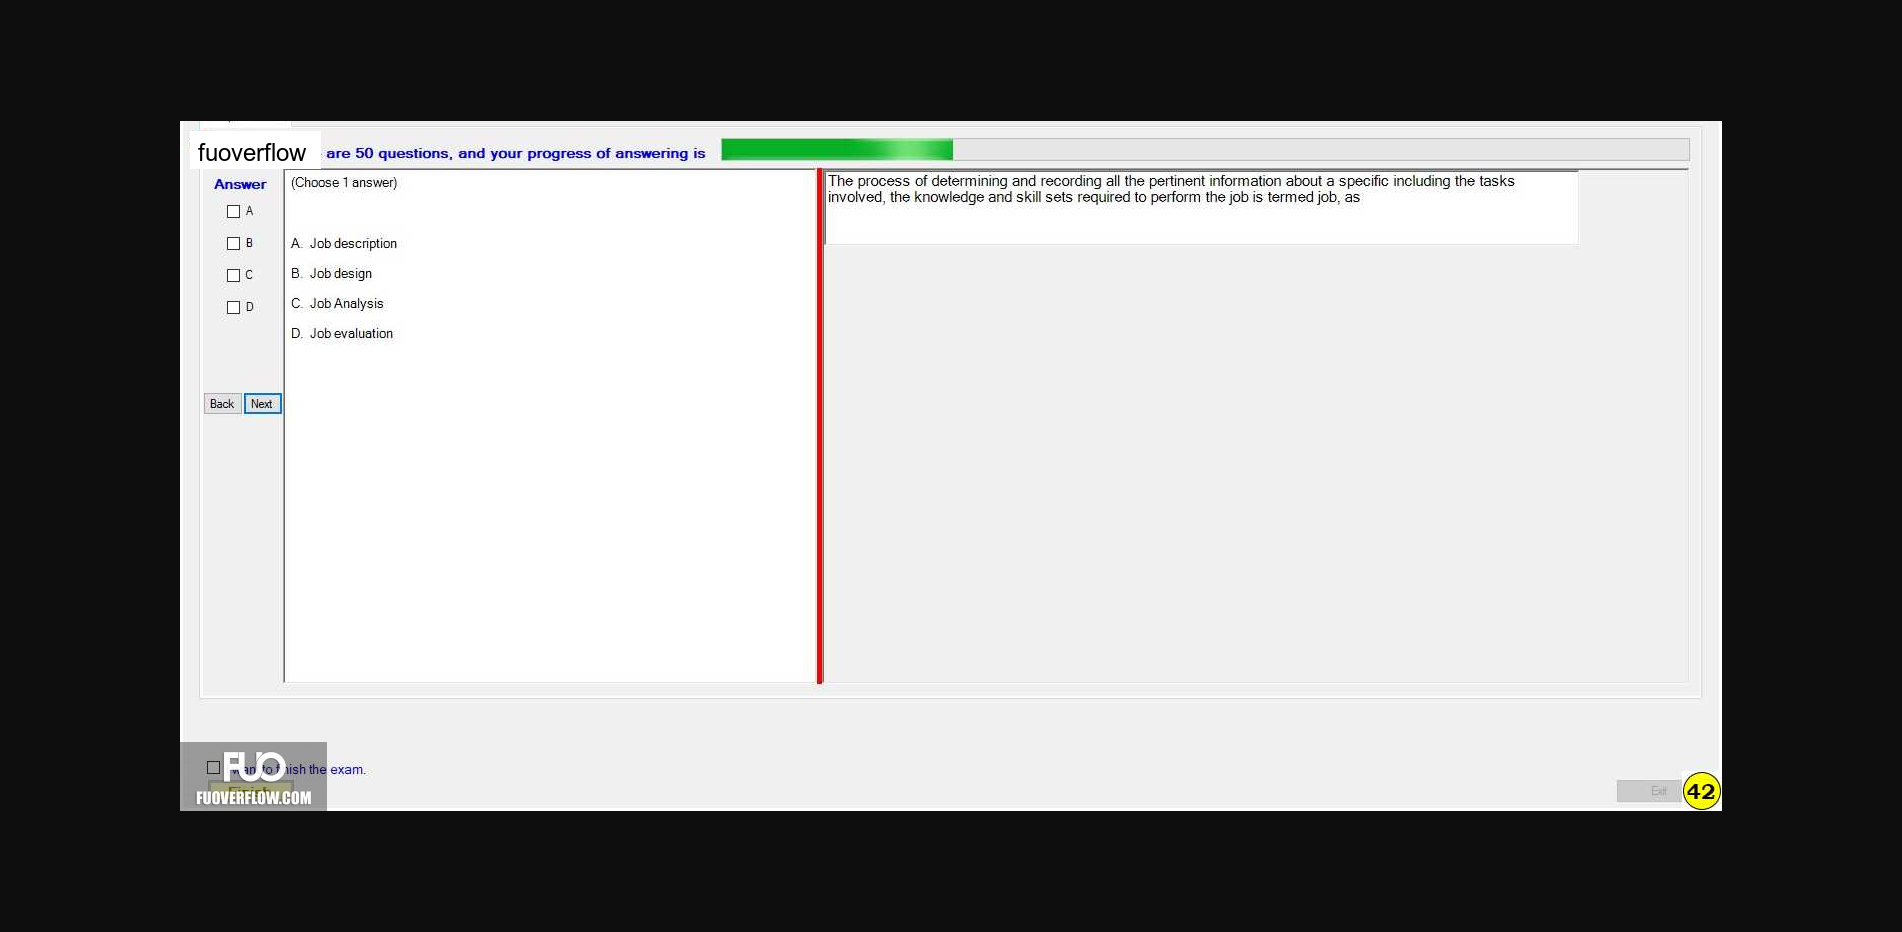 fuoverflow are 50 questions, and your progress of answering is
Answer
A
B
C
D
Back Next
(Choose 1 answer)
A. Job description
B. Job design
C. Job Analysis
D. Job evaluation
The process of determining and recording all the pertinent information about a specific including the tasks
involved, the knowledge and skill sets required to perform the job is termed job, as
FUO
want to finish the exam.
Finish
FUOVERFLOW.COM
Exit
42